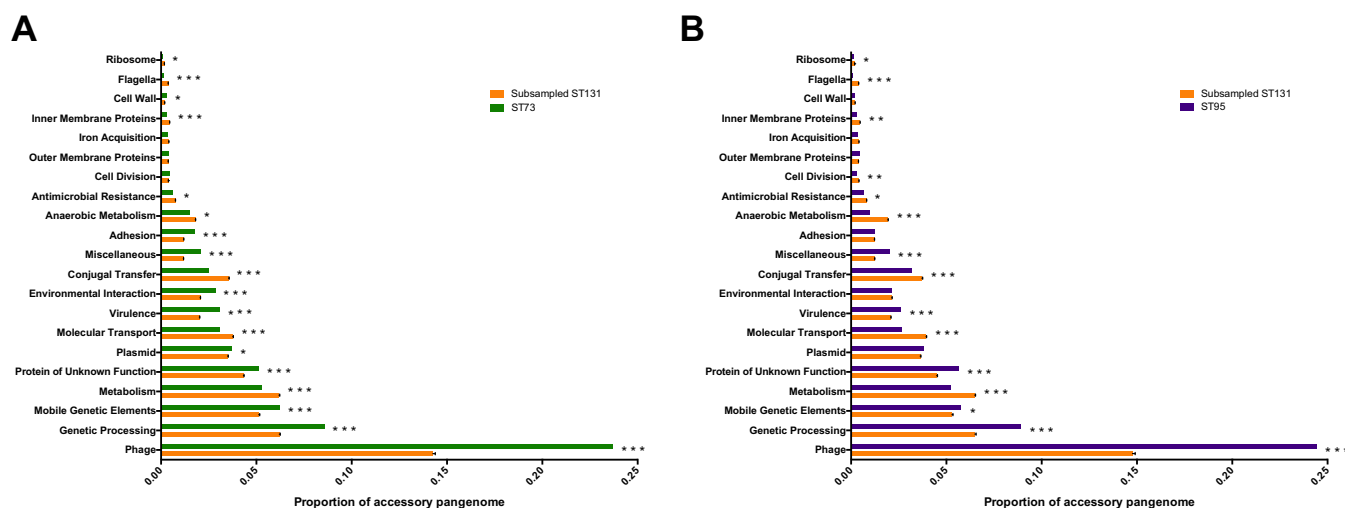 A
Ribosome *
Flagella ***
Cell Wall *
Inner Membrane Proteins ***
Iron Acquisition
Outer Membrane Proteins
Cell Division
Antimicrobial Resistance *
Anaerobic Metabolism *
Adhesion ***
Miscellaneous ***
Conjugal Transfer ***
Environmental Interaction ***
Virulence ***
Molecular Transport ***
Plasmid *
Protein of Unknown Function ***
Metabolism ***
Mobile Genetic Elements ***
Genetic Processing ***
Phage ***
0.00 0.05 0.10 0.15 0.20 0.25
Proportion of accessory pangenome
Subsampled ST131
ST73
B
Ribosome *
Flagella ***
Cell Wall
Inner Membrane Proteins **
Iron Acquisition
Outer Membrane Proteins
Cell Division **
Antimicrobial Resistance *
Anaerobic Metabolism ***
Adhesion
Miscellaneous ***
Conjugal Transfer ***
Environmental Interaction
Virulence ***
Molecular Transport ***
Plasmid
Protein of Unknown Function ***
Metabolism ***
Mobile Genetic Elements *
Genetic Processing ***
Phage ***
0.00 0.05 0.10 0.15 0.20 0.25
Proportion of accessory pangenome
Subsampled ST131
ST95